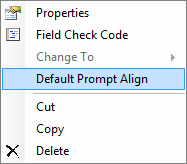 Properties
Field Check Code
Change To
Default Prompt Align
Cut
Copy
Delete